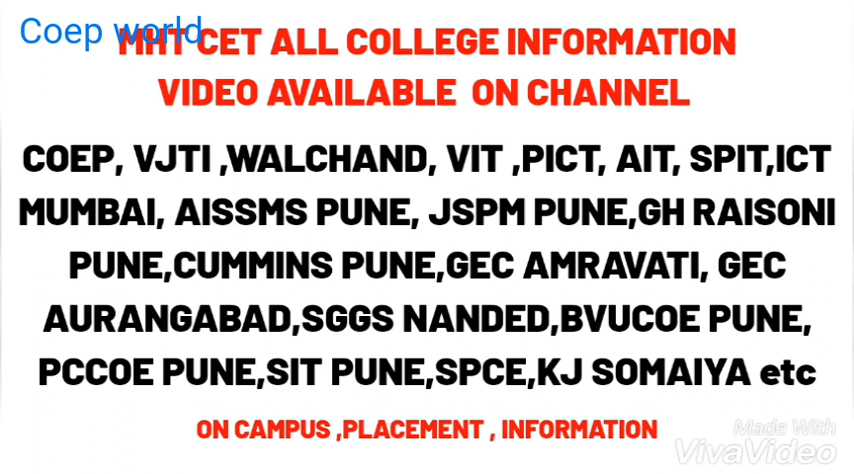 Coep world
MHT CET ALL COLLEGE INFORMATION
VIDEO AVAILABLE ON CHANNEL
COEP, VJTI ,WALCHAND, VIT ,PICT, AIT, SPIT,ICT
MUMBAI, AISSMS PUNE, JSPM PUNE,GH RAISONI
PUNE,CUMMINS PUNE,GEC AMRAVATI, GEC
AURANGABAD,SGGS NANDED,BVUCOE PUNE,
PCCOE PUNE,SIT PUNE,SPCE,KJ SOMAIYA etc
ON CAMPUS ,PLACEMENT , INFORMATION
Made With
VivaVideo